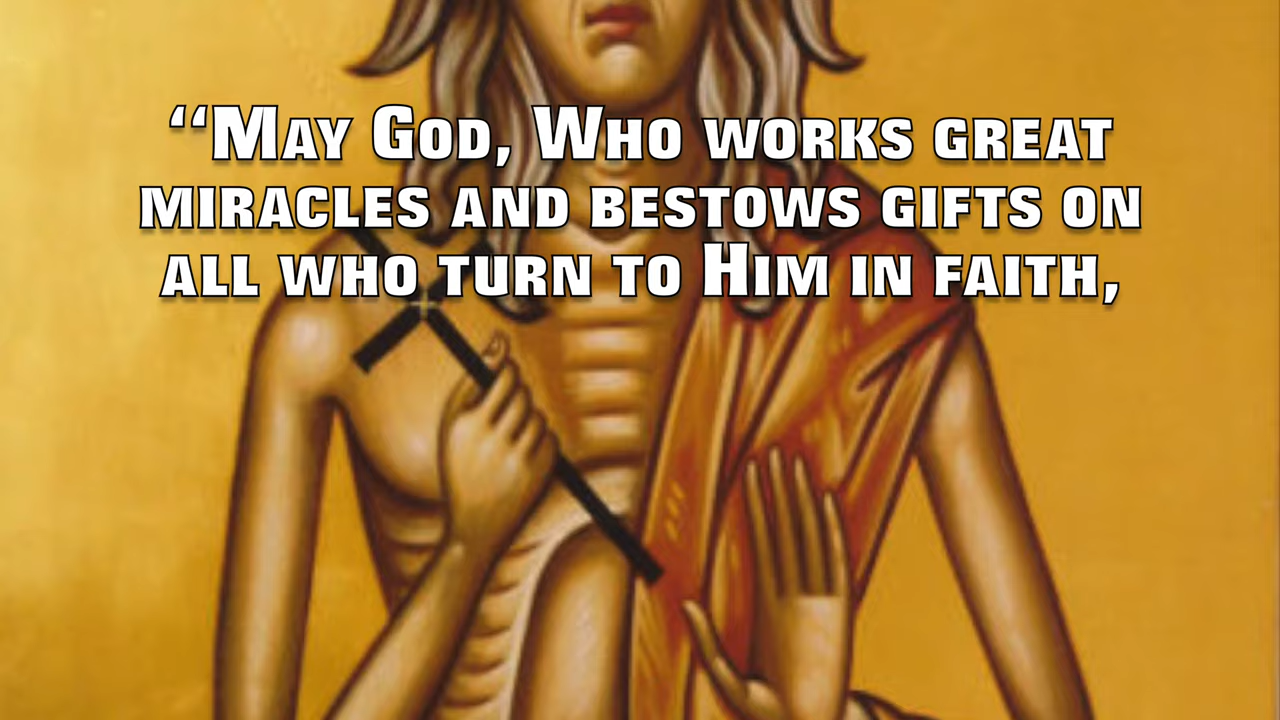 “May God, Who works great
miracles and bestows gifts on
all who turn to Him in faith,